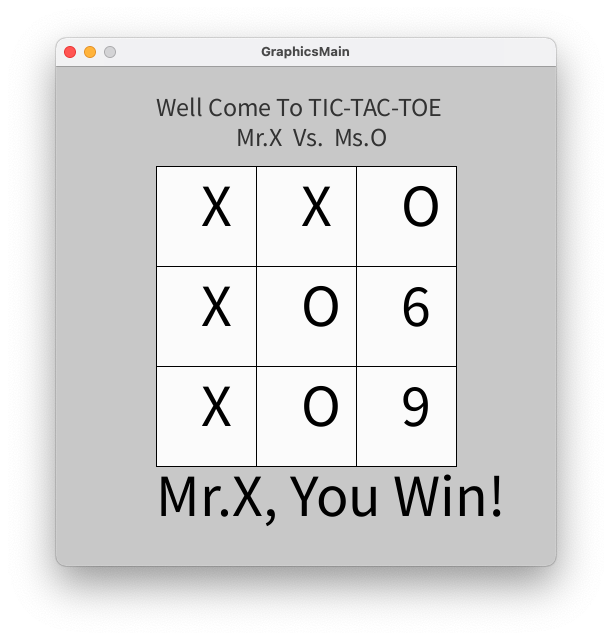 GraphicsMain
Well Come To TIC-TAC-TOE
Mr.X Vs. Ms.O
X X O
X O 6
X O 9
Mr.X, You Win!